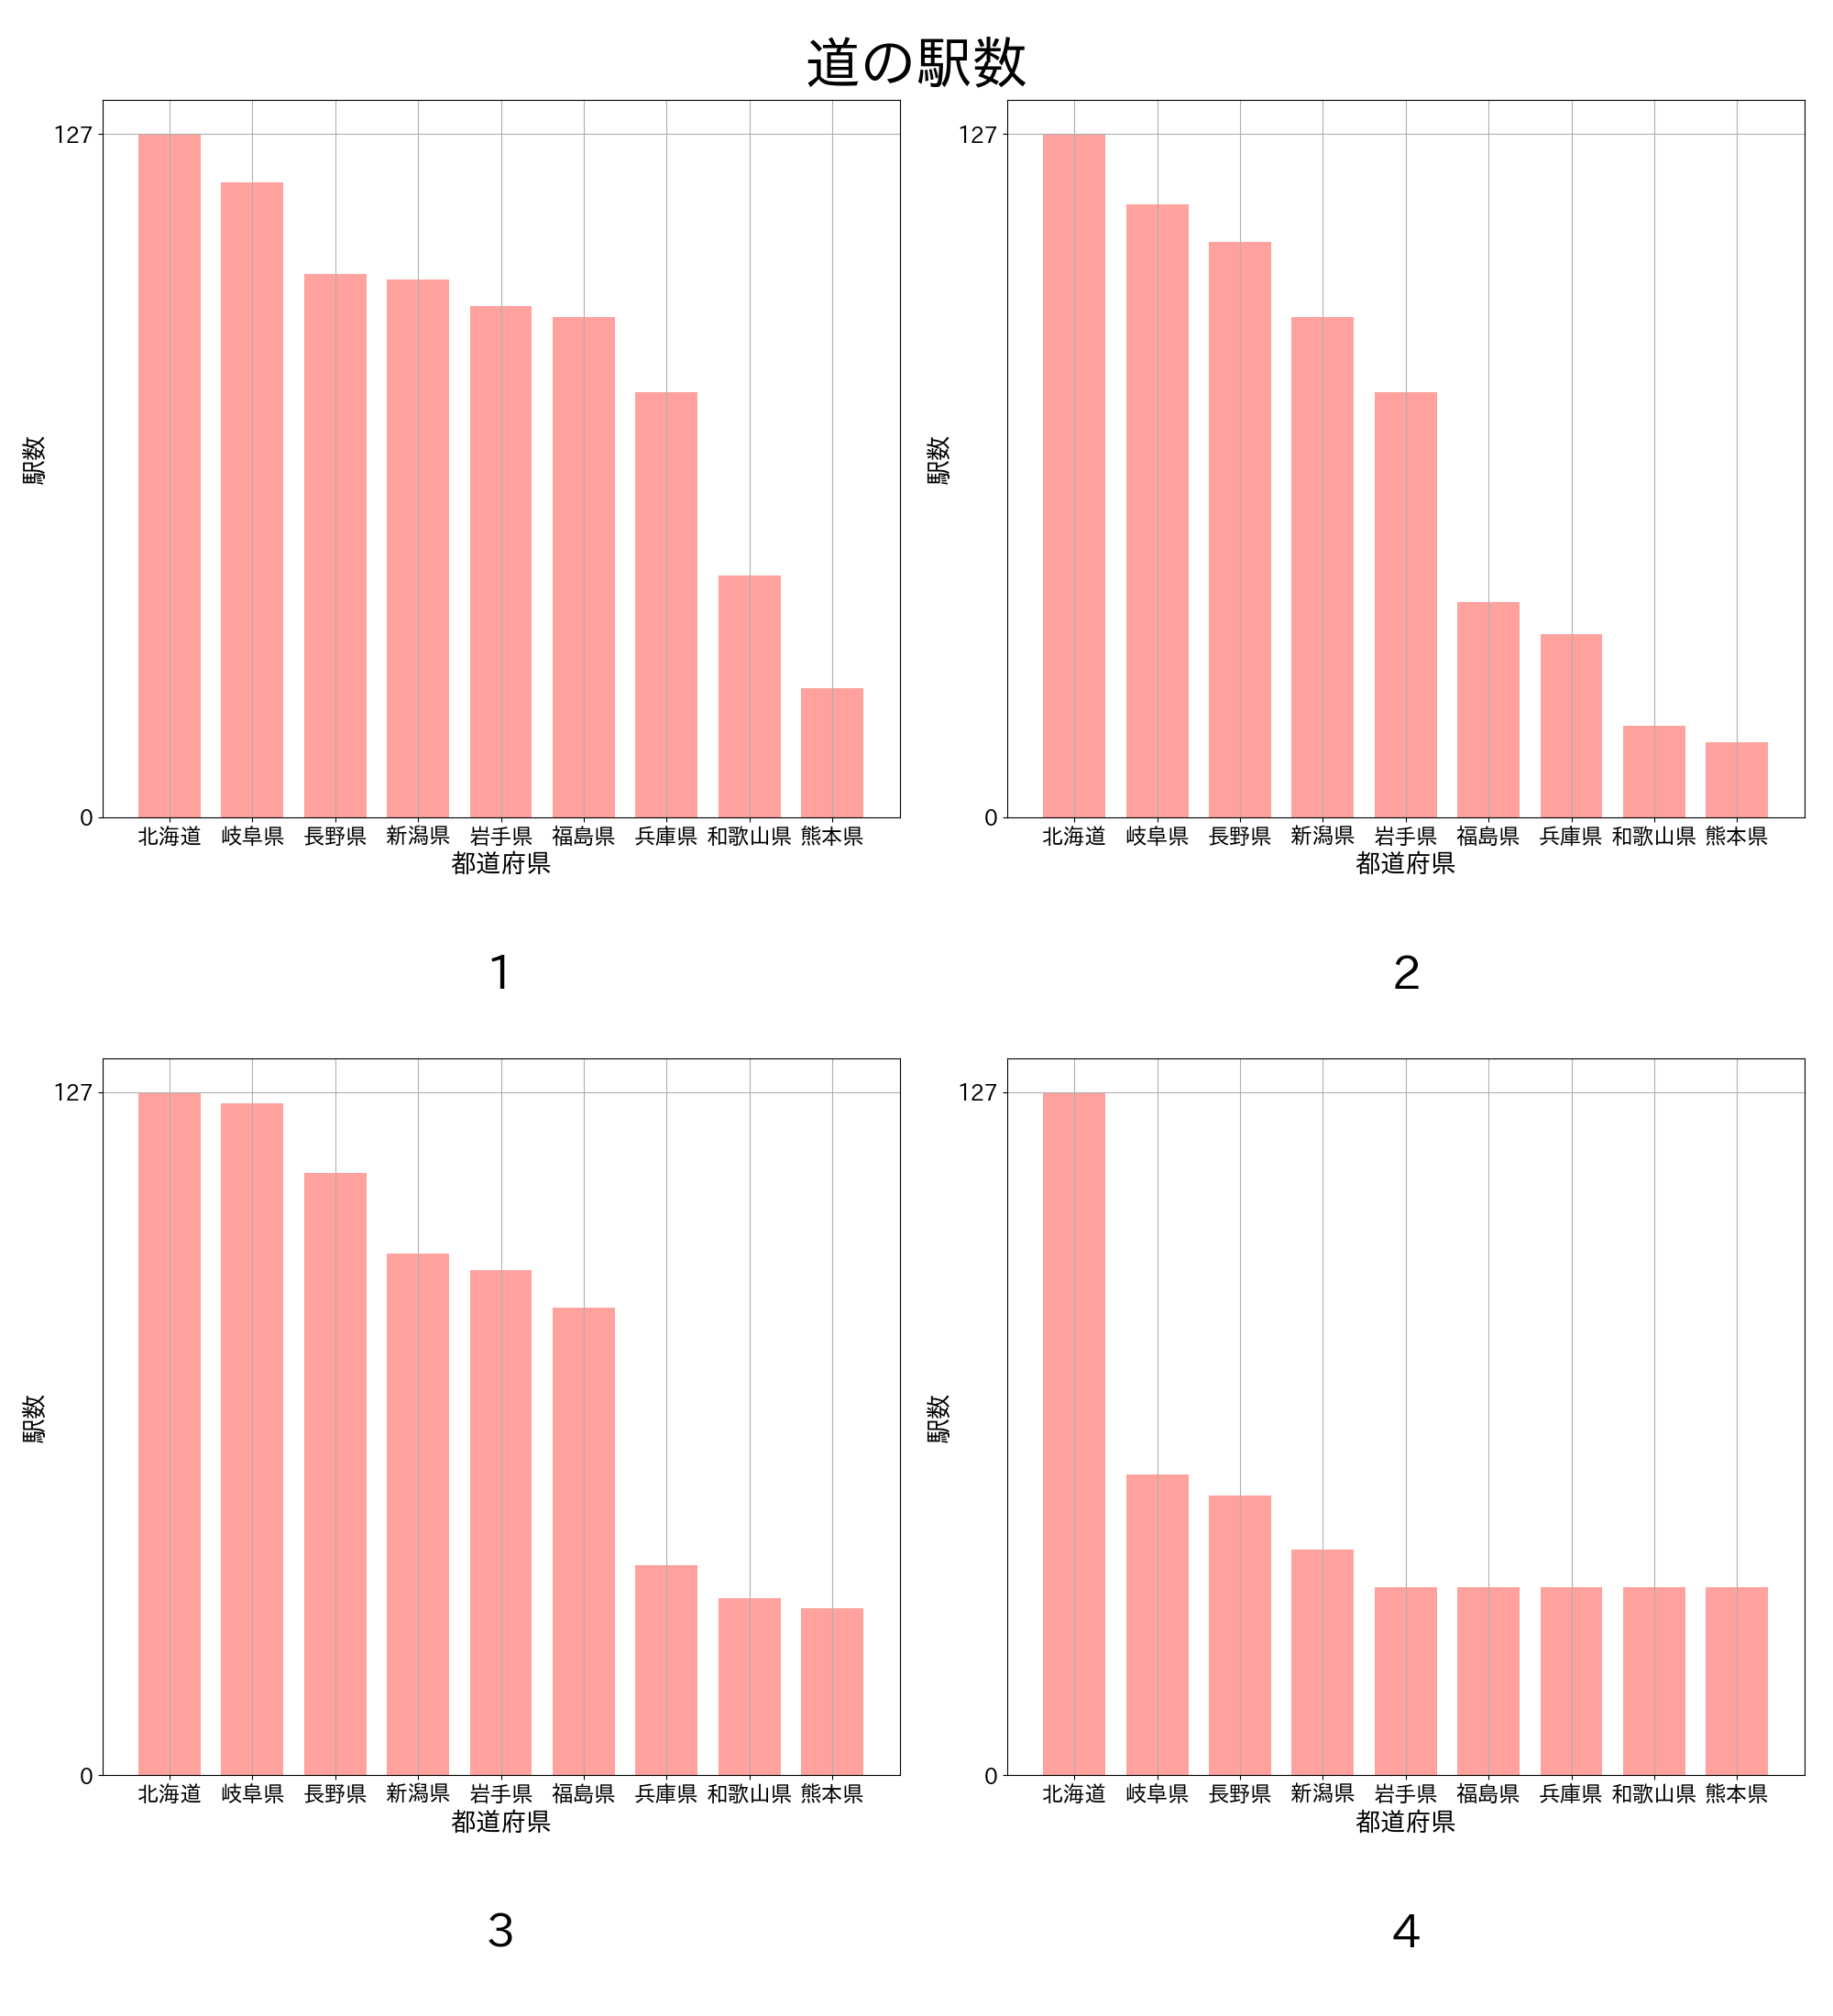 道の駅数
127
0
駅数
北海道 岐阜県 長野県 新潟県 岩手県 福島県 兵庫県 和歌山県 熊本県
都道府県
1
127
0
駅数
北海道 岐阜県 長野県 新潟県 岩手県 福島県 兵庫県 和歌山県 熊本県
都道府県
2
127
0
駅数
北海道 岐阜県 長野県 新潟県 岩手県 福島県 兵庫県 和歌山県 熊本県
都道府県
3
127
0
駅数
北海道 岐阜県 長野県 新潟県 岩手県 福島県 兵庫県 和歌山県 熊本県
都道府県
4